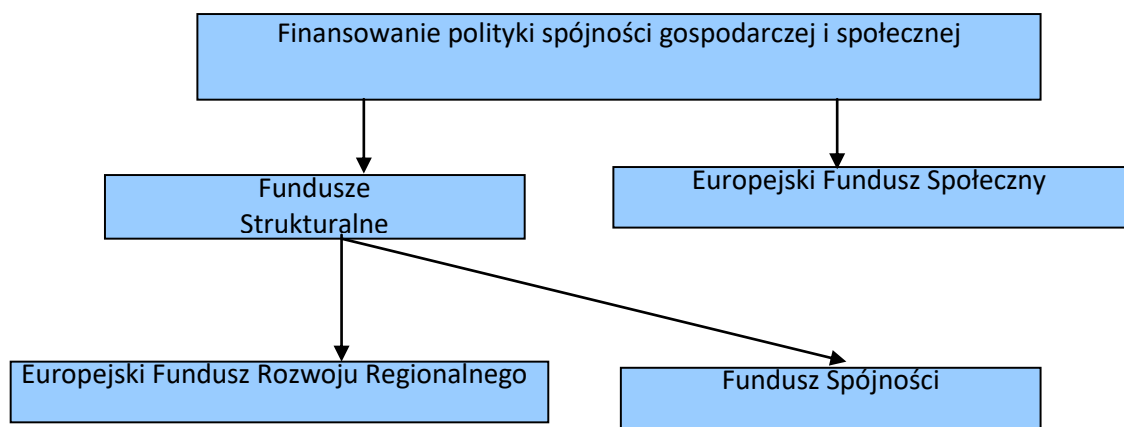 Finansowanie polityki spójności gospodarczej i społecznej
Fundusze
Strukturalne
Europejski Fundusz Społeczny
Europejski Fundusz Rozwoju Regionalnego
Fundusz Spójności